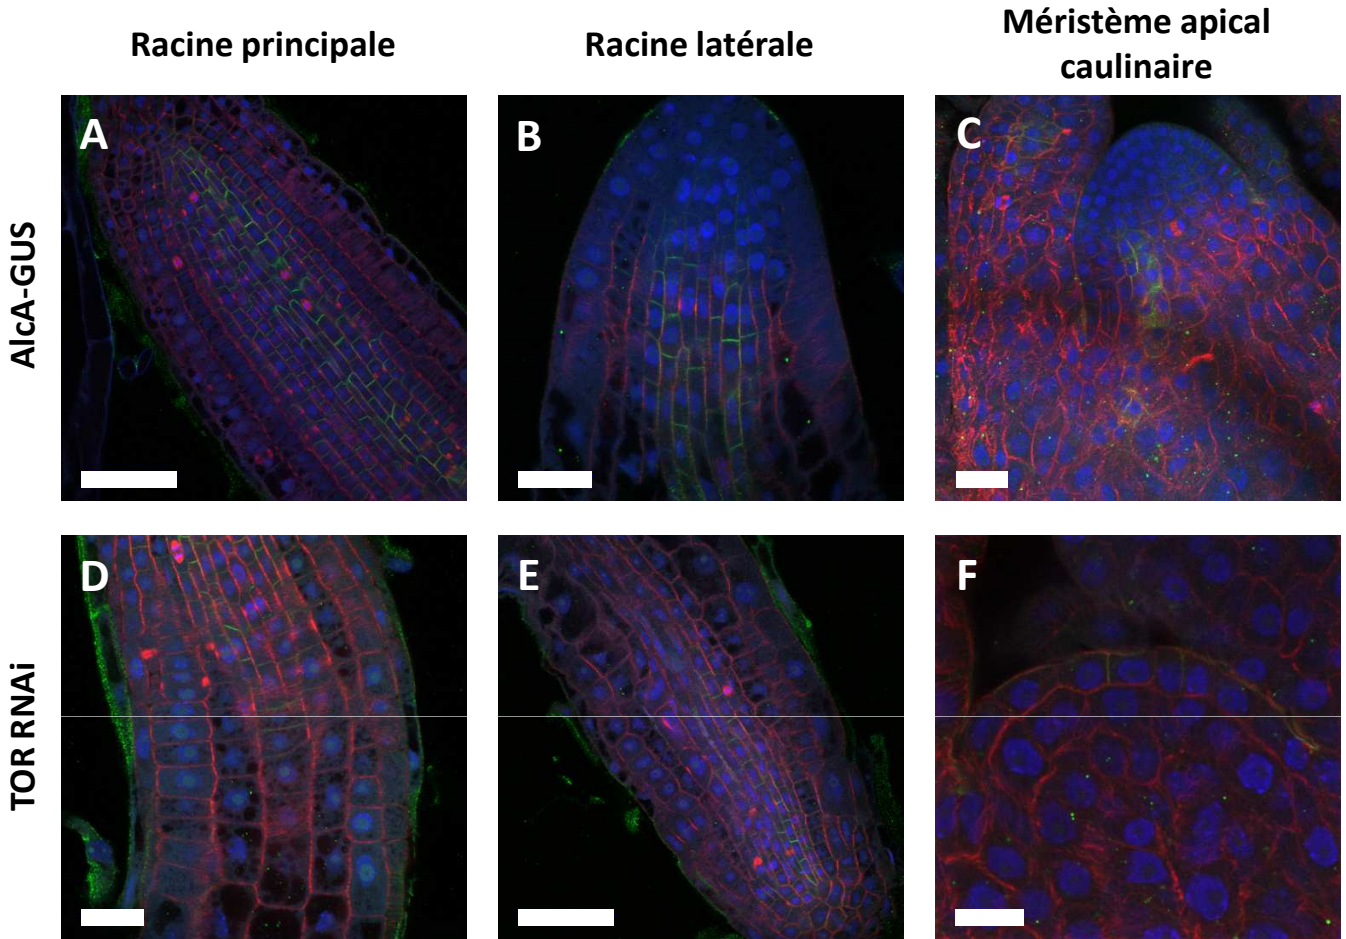 Racine principale
Racine latérale
Méristème apical
caulinaire
AlcA-GUS
A
B
C
TOR RNAi
D
E
F